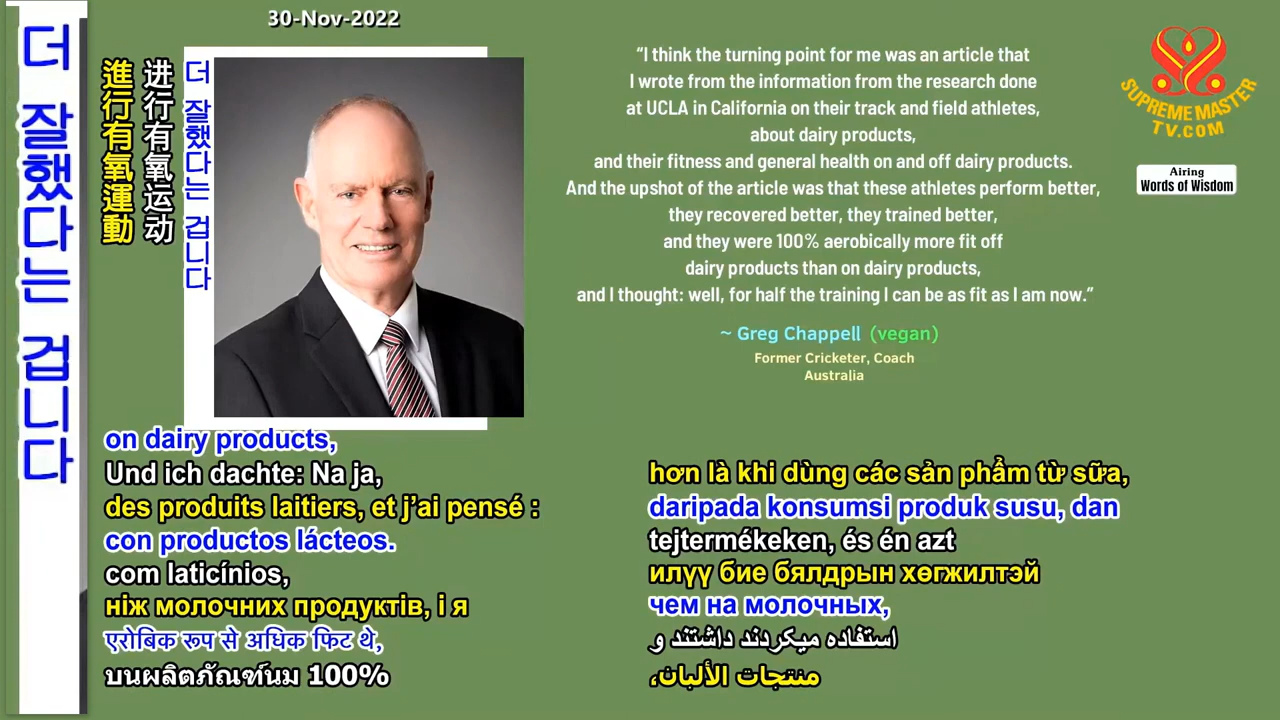 30-Nov-2022
더 잘했다는 겁니다
進行有氧運動
进行有氧运动
더 잘했다는 겁니다
“I think the turning point for me was an article that
I wrote from the information from the research done
at UCLA in California on their track and field athletes,
about dairy products,
and their fitness and general health on and off dairy products.
And the upshot of the article was that these athletes perform better,
they recovered better, they trained better,
and they were 100% aerobically more fit off
dairy products than on dairy products,
and I thought: well, for half the training I can be as fit as I am now.”
~ Greg Chappell (vegan)
Former Cricketer, Coach
Australia
SUPREME MASTER
TV.COM
Airing
Words of Wisdom
on dairy products,
Und ich dachte: Na ja,
des produits laitiers, et j’ai pensé :
con productos lácteos.
com laticínios,
ніж молочних продуктів, і я
एरोबिक रूप से अधिक फिट थे,
บนผลิตภัณฑ์นม 100%
hơn là khi dùng các sản phẩm từ sữa,
daripada konsumsi produk susu, dan
tejtermékeken, és én azt
илүү бие бялдрын хөгжилтэй
чем на молочных,
استفاده میکردند داشتند و
منتجات الألبان،